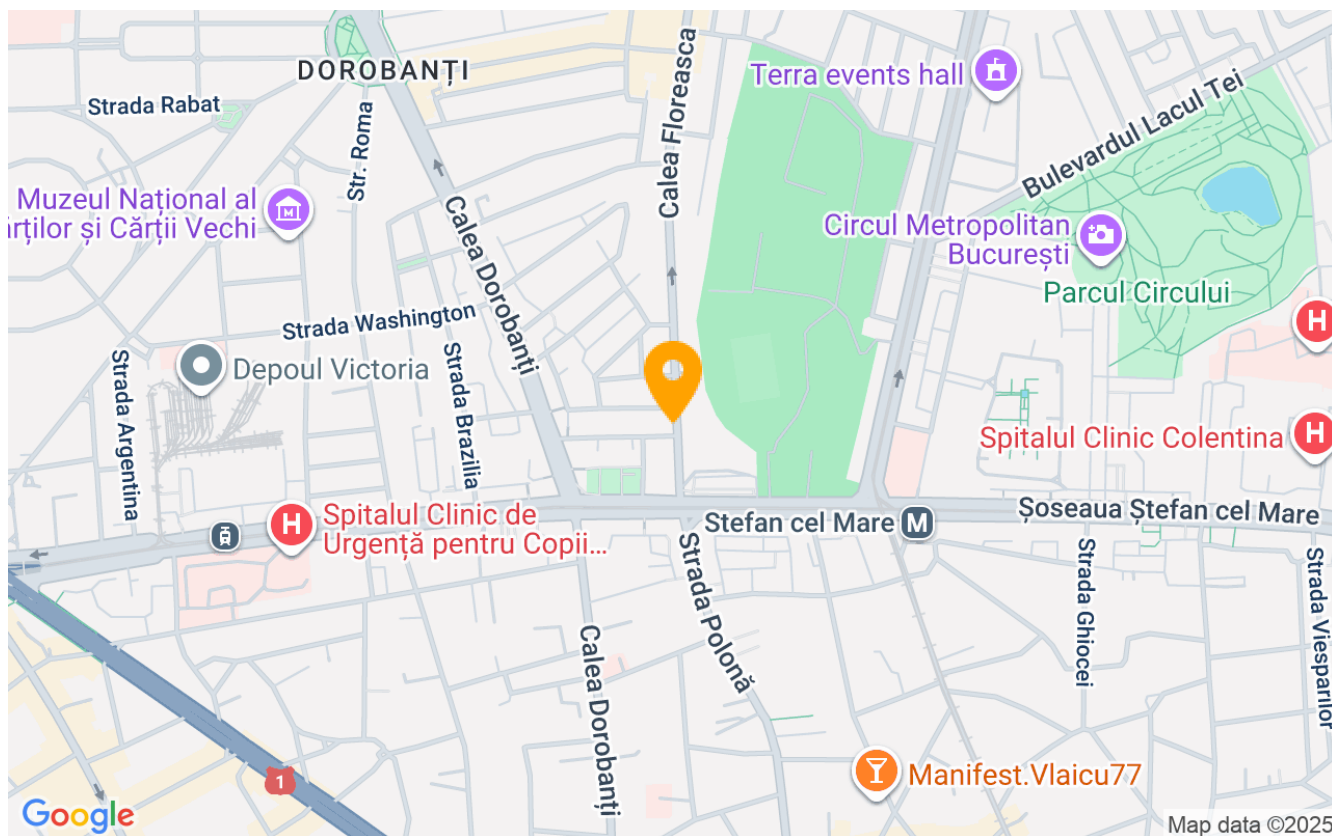 DOROBANȚI
Strada Rabat
Str. Roma
Calea Floreasca
Terra events hall
Bulevardul Lacul Tei
Muzeul Național al
ărților și Cărții Vechi
Calea Dorobanți
Circul Metropolitan
București
Parcul Circului
Strada Washington
Depoul Victoria
Strada Argentina
Strada Brazilia
H
Spitalul Clinic Colentina
H
H
Spitalul Clinic de
Urgență pentru Copii...
Ștefan cel Mare
M
Șoseaua Ștefan cel Mare
Strada Polonă
Strada Ghiocei
Strada Viesparilor
Calea Dorobanți
1
Manifest.Vlaicu77
Google
Map data ©2025